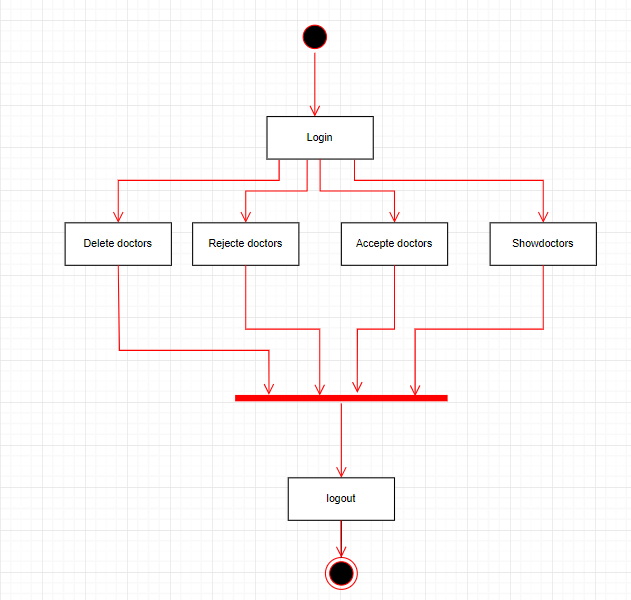 Login
Delete doctors
Rejecte doctors
Accepte doctors
Showdoctors
logout